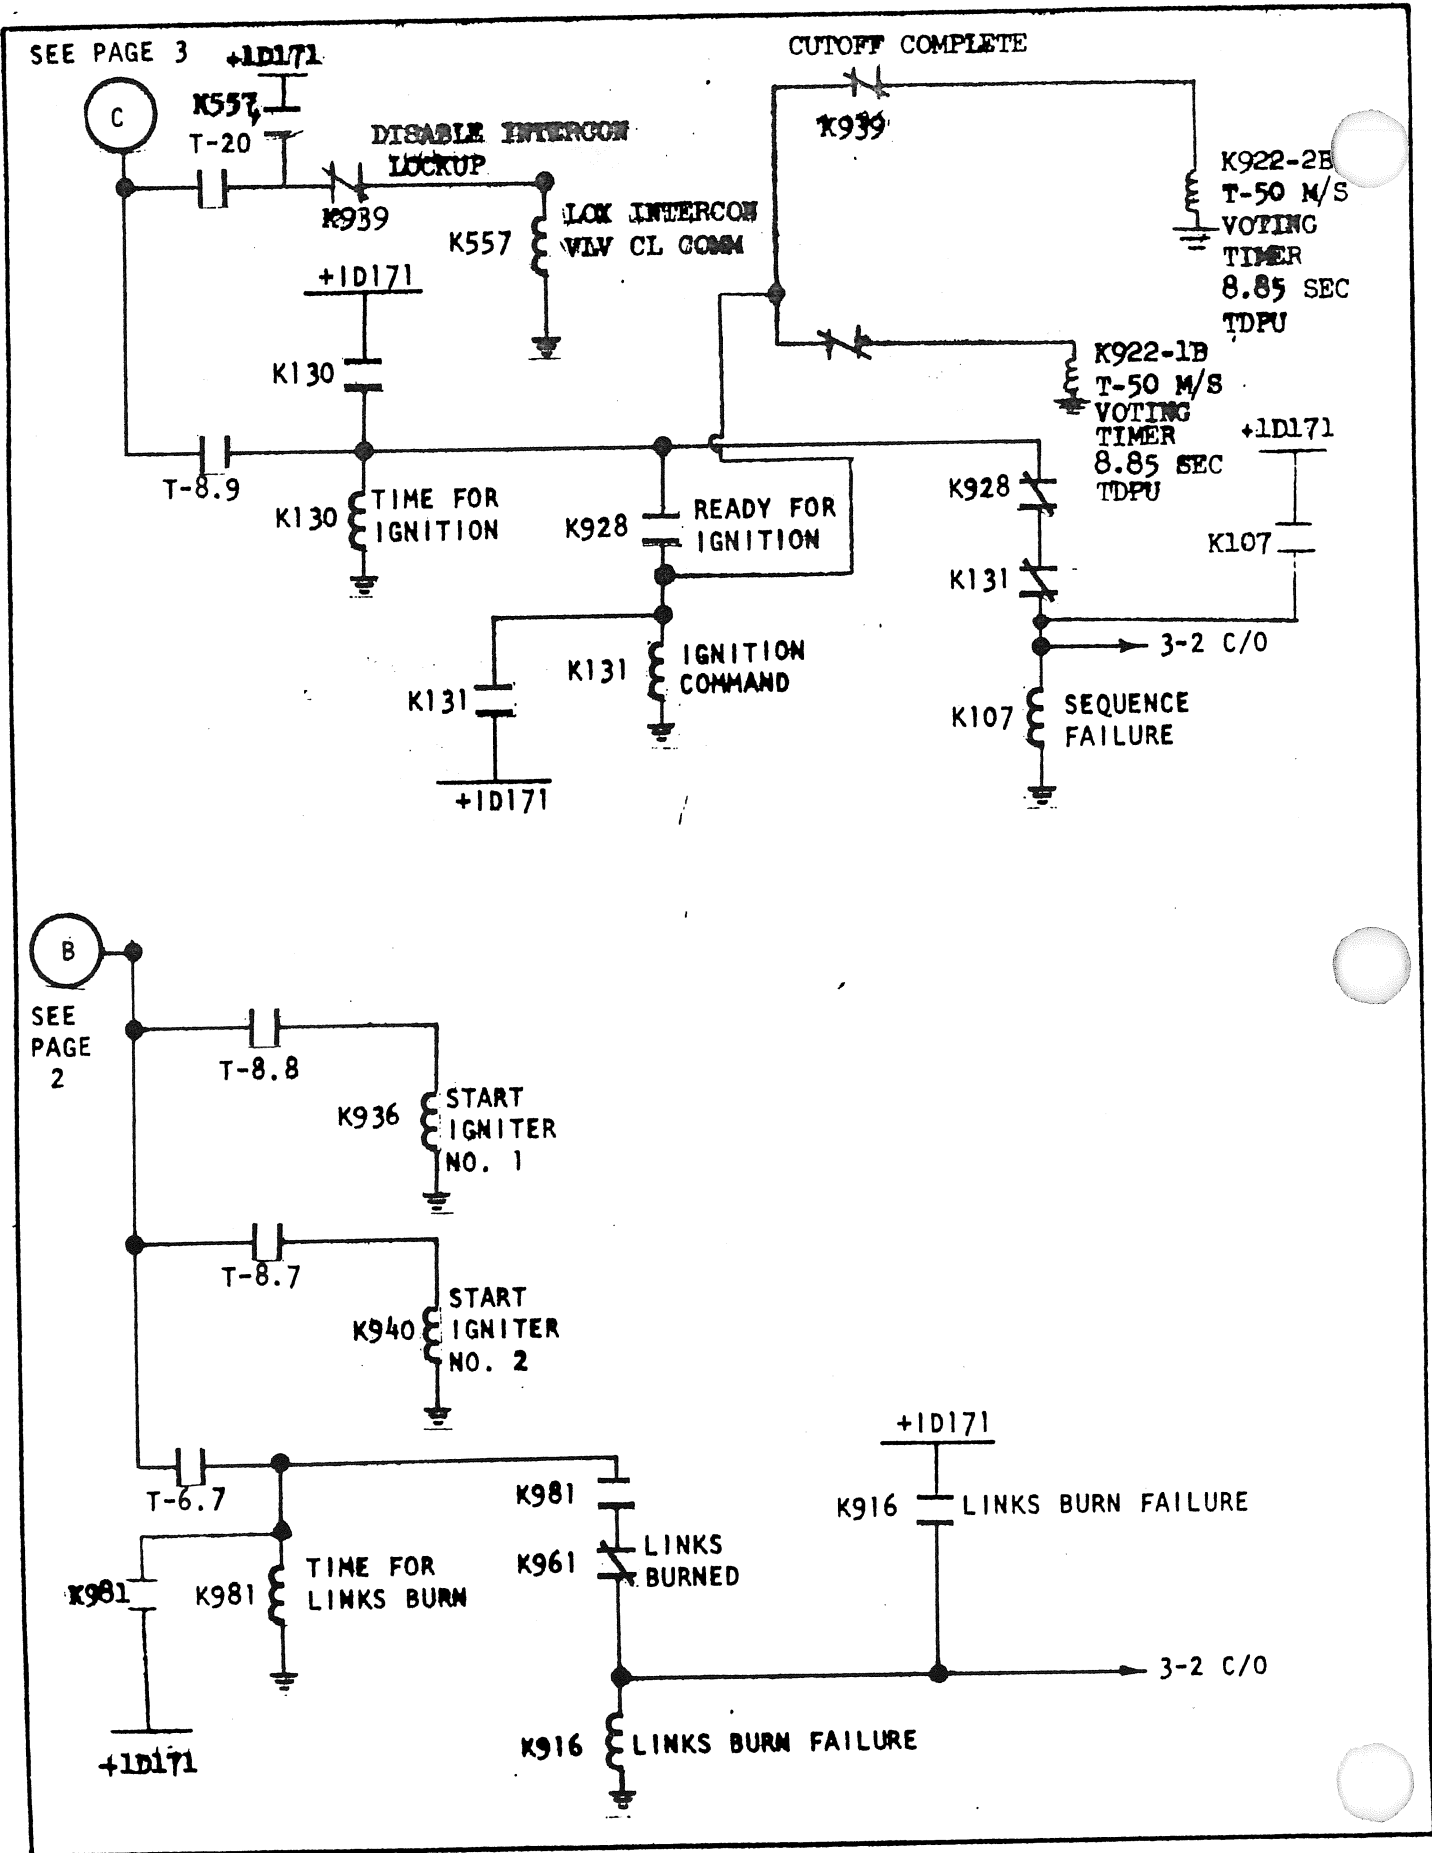 SEE PAGE 3
+1D171
CUTOFF COMPLETE
C
K557
T-20
DISABLE INTERCON
LOCKUP
K939
K939
K557
LOX INTERCON
VLV CL COMM
K922-2B
T-50 M/S
VOTING
TIMER
8.85 SEC
TDPU
+1D171
K130
K922-1B
T-50 M/S
VOTING
TIMER
8.85 SEC
TDPU
+1D171
T-8.9
K130
TIME FOR
IGNITION
K928
READY FOR
IGNITION
K928
K107
K131
3-2 C/O
K131
K131
IGNITION
COMMAND
K107
SEQUENCE
FAILURE
+1D171
B
SEE
PAGE
2
T-8.8
K936
START
IGNITER
NO. 1
T-8.7
K940
START
IGNITER
NO. 2
+1D171
T-6.7
K981
K916
LINKS BURN FAILURE
K961
LINKS
BURNED
K981
K981
TIME FOR
LINKS BURN
3-2 C/O
K916
LINKS BURN FAILURE
+1D171